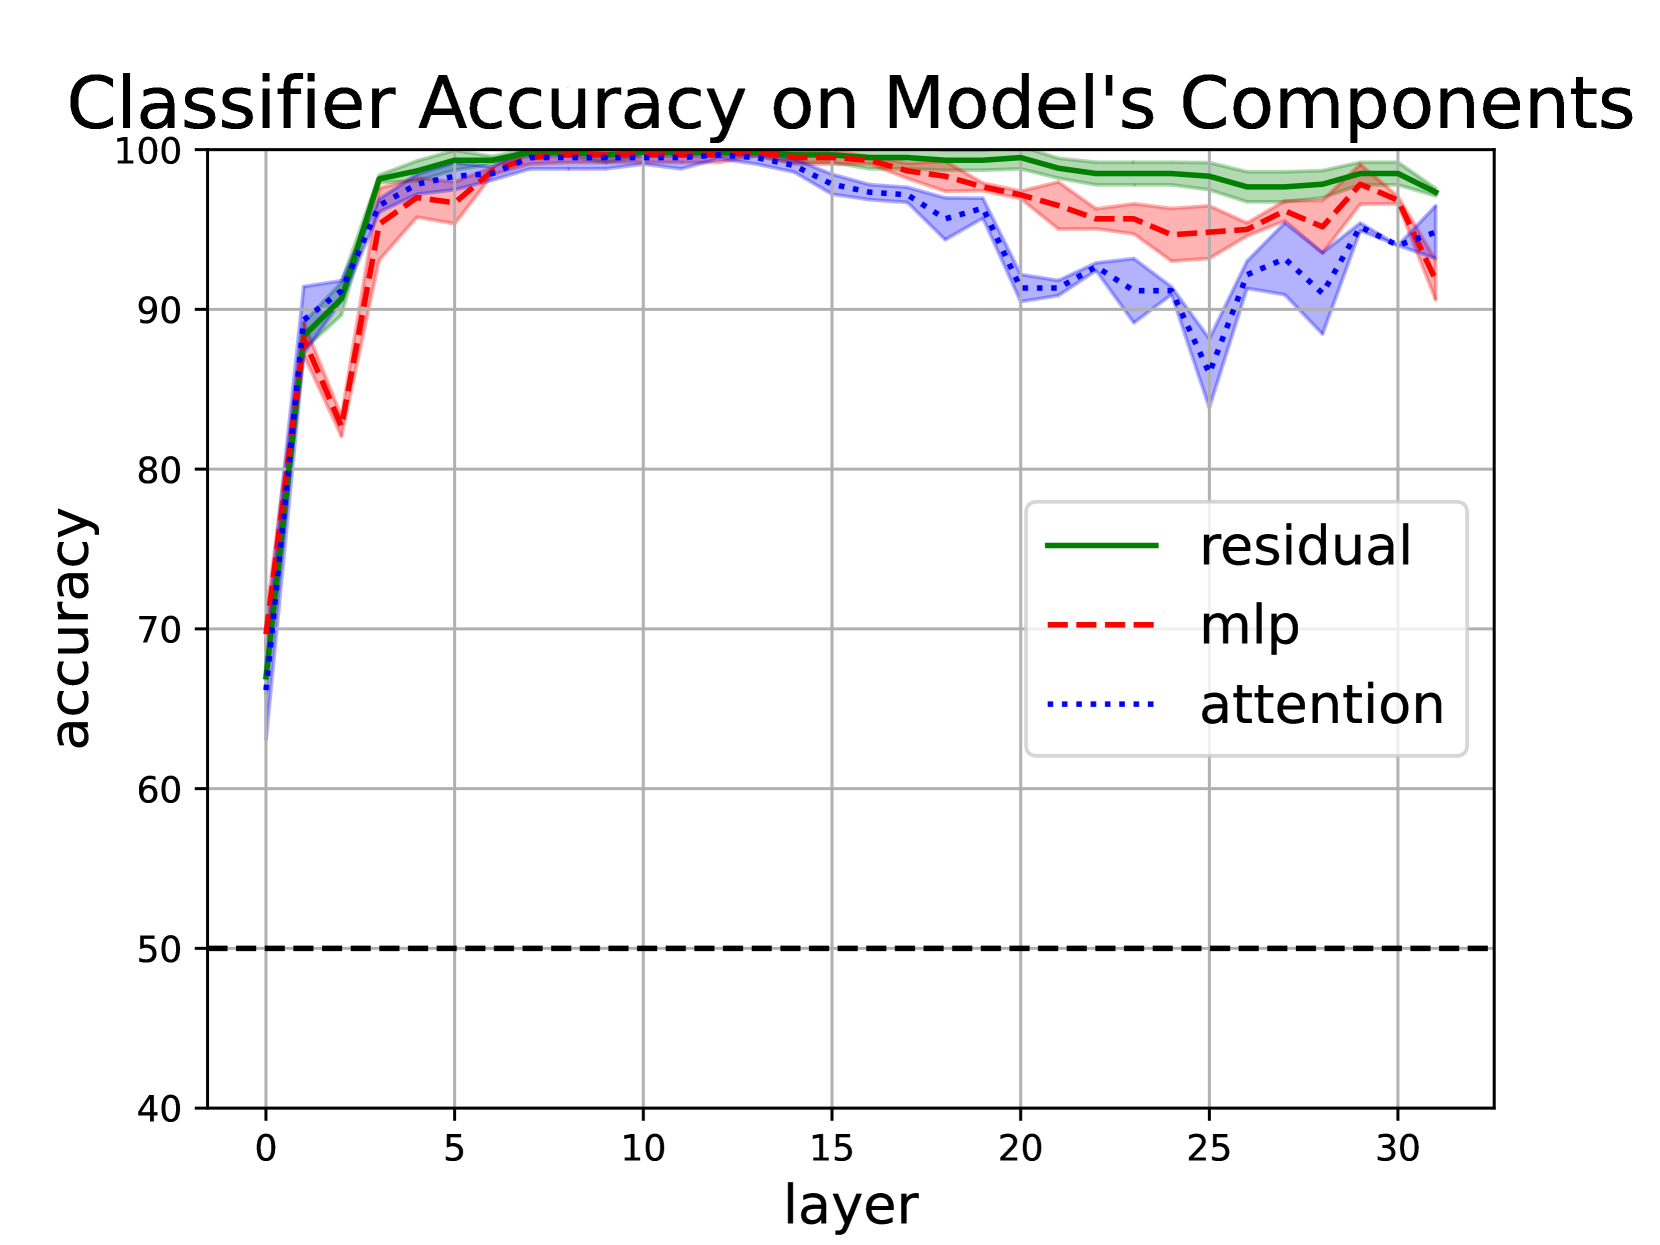 Classifier Accuracy on Model's Components
100
90
80
70
60
50
40
accuracy
residual
mlp
attention
0 5 10 15 20 25 30
layer